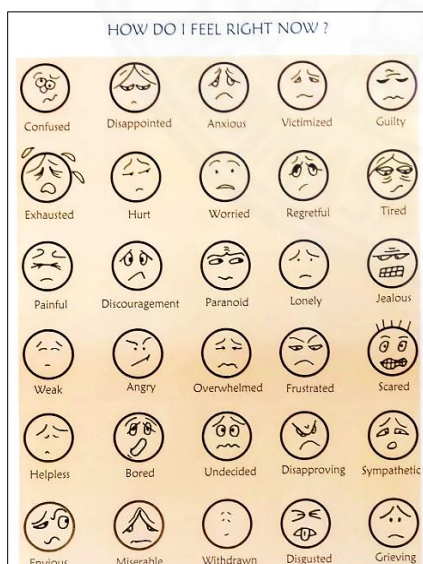 HOW DO I FEEL RIGHT NOW ?
Confused Disappointed Anxious Victimized Guilty
Exhausted Hurt Worried Regretful Tired
Painful Discouragement Paranoid Lonely Jealous
Weak Angry Overwhelmed Frustrated Scared
Helpless Bored Undecided Disapproving Sympathetic
Envious Miserable Withdrawn Disgusted Grieving